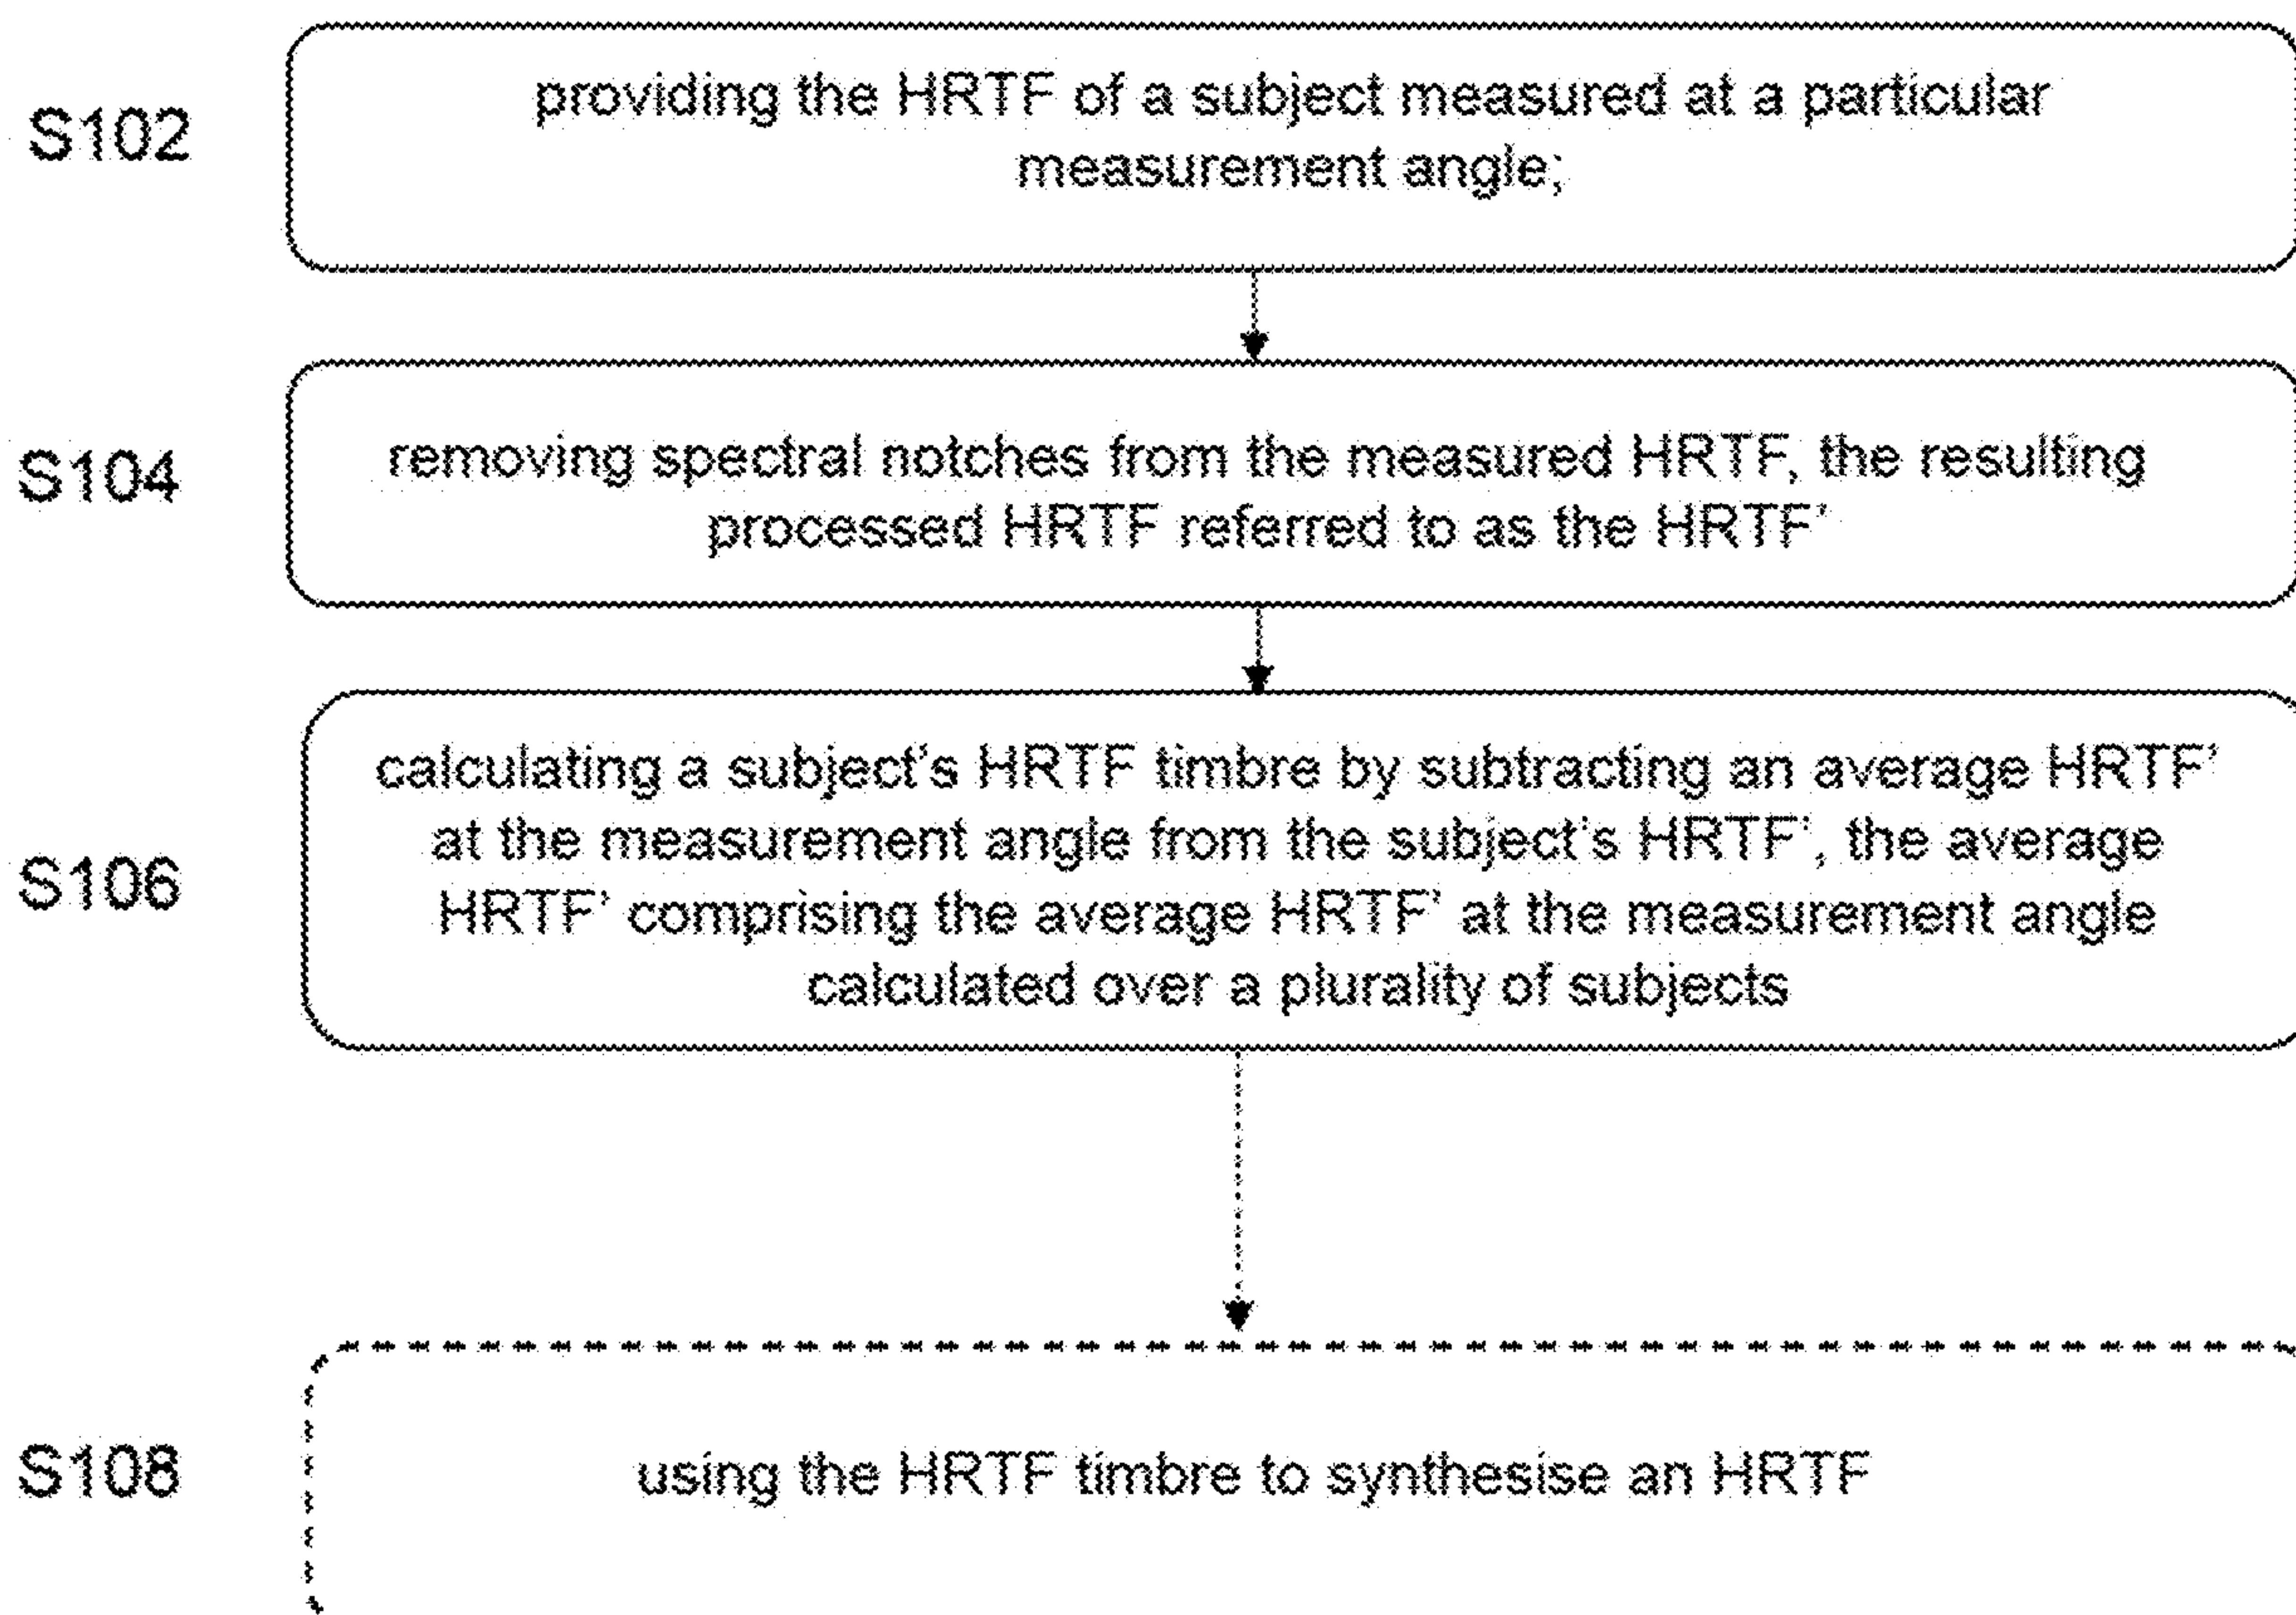 S102
providing the HRTF of a subject measured at a particular
measurement angle;
S104
removing spectral notches from the measured HRTF, the resulting
processed HRTF referred to as the HRTF'
S106
calculating a subject's HRTF timbre by subtracting an average HRTF'
at the measurement angle from the subject's HRTF', the average
HRTF' comprising the average HRTF' at the measurement angle
calculated over a plurality of subjects
S108
using the HRTF timbre to synthesise an HRTF